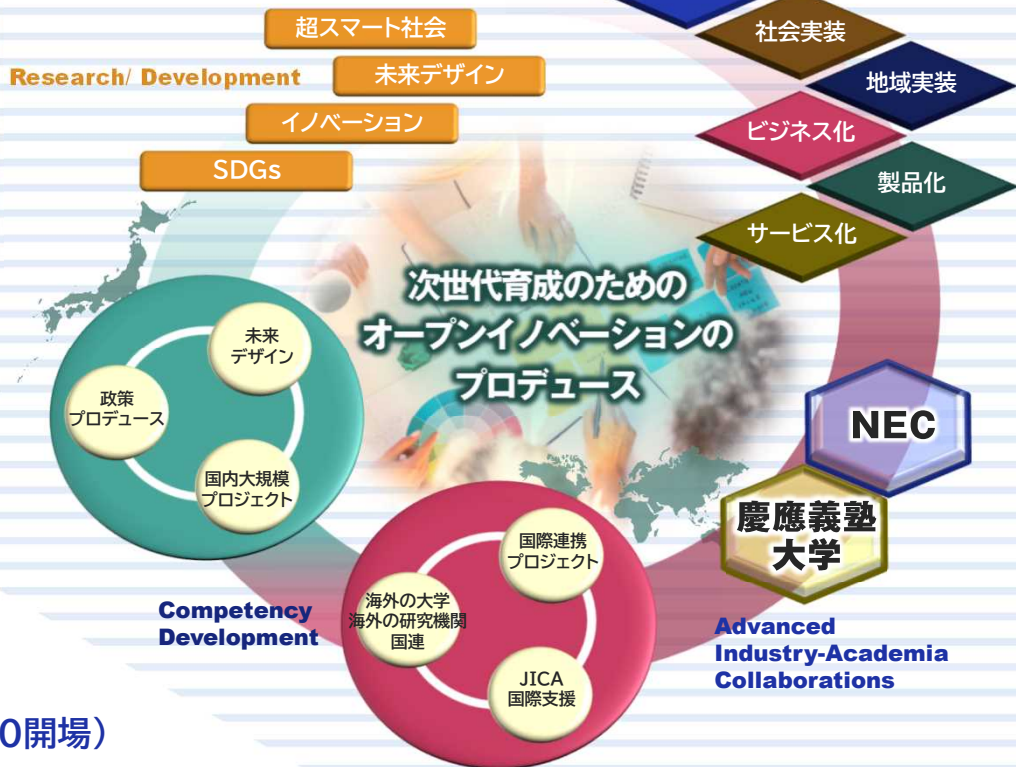 超スマート社会
Research/ Development
未来デザイン
イノベーション
SDGs
社会実装
地域実装
ビジネス化
製品化
サービス化
次世代育成のための
オープンイノベーションの
プロデュース
未来
デザイン
政策
プロデュース
国内大規模
プロジェクト
NEC
慶應義塾
大学
国際連携
プロジェクト
海外の大学
海外の研究機関
国連
JICA
国際支援
Competency
Development
Advanced
Industry-Academia
Collaborations
0開場）